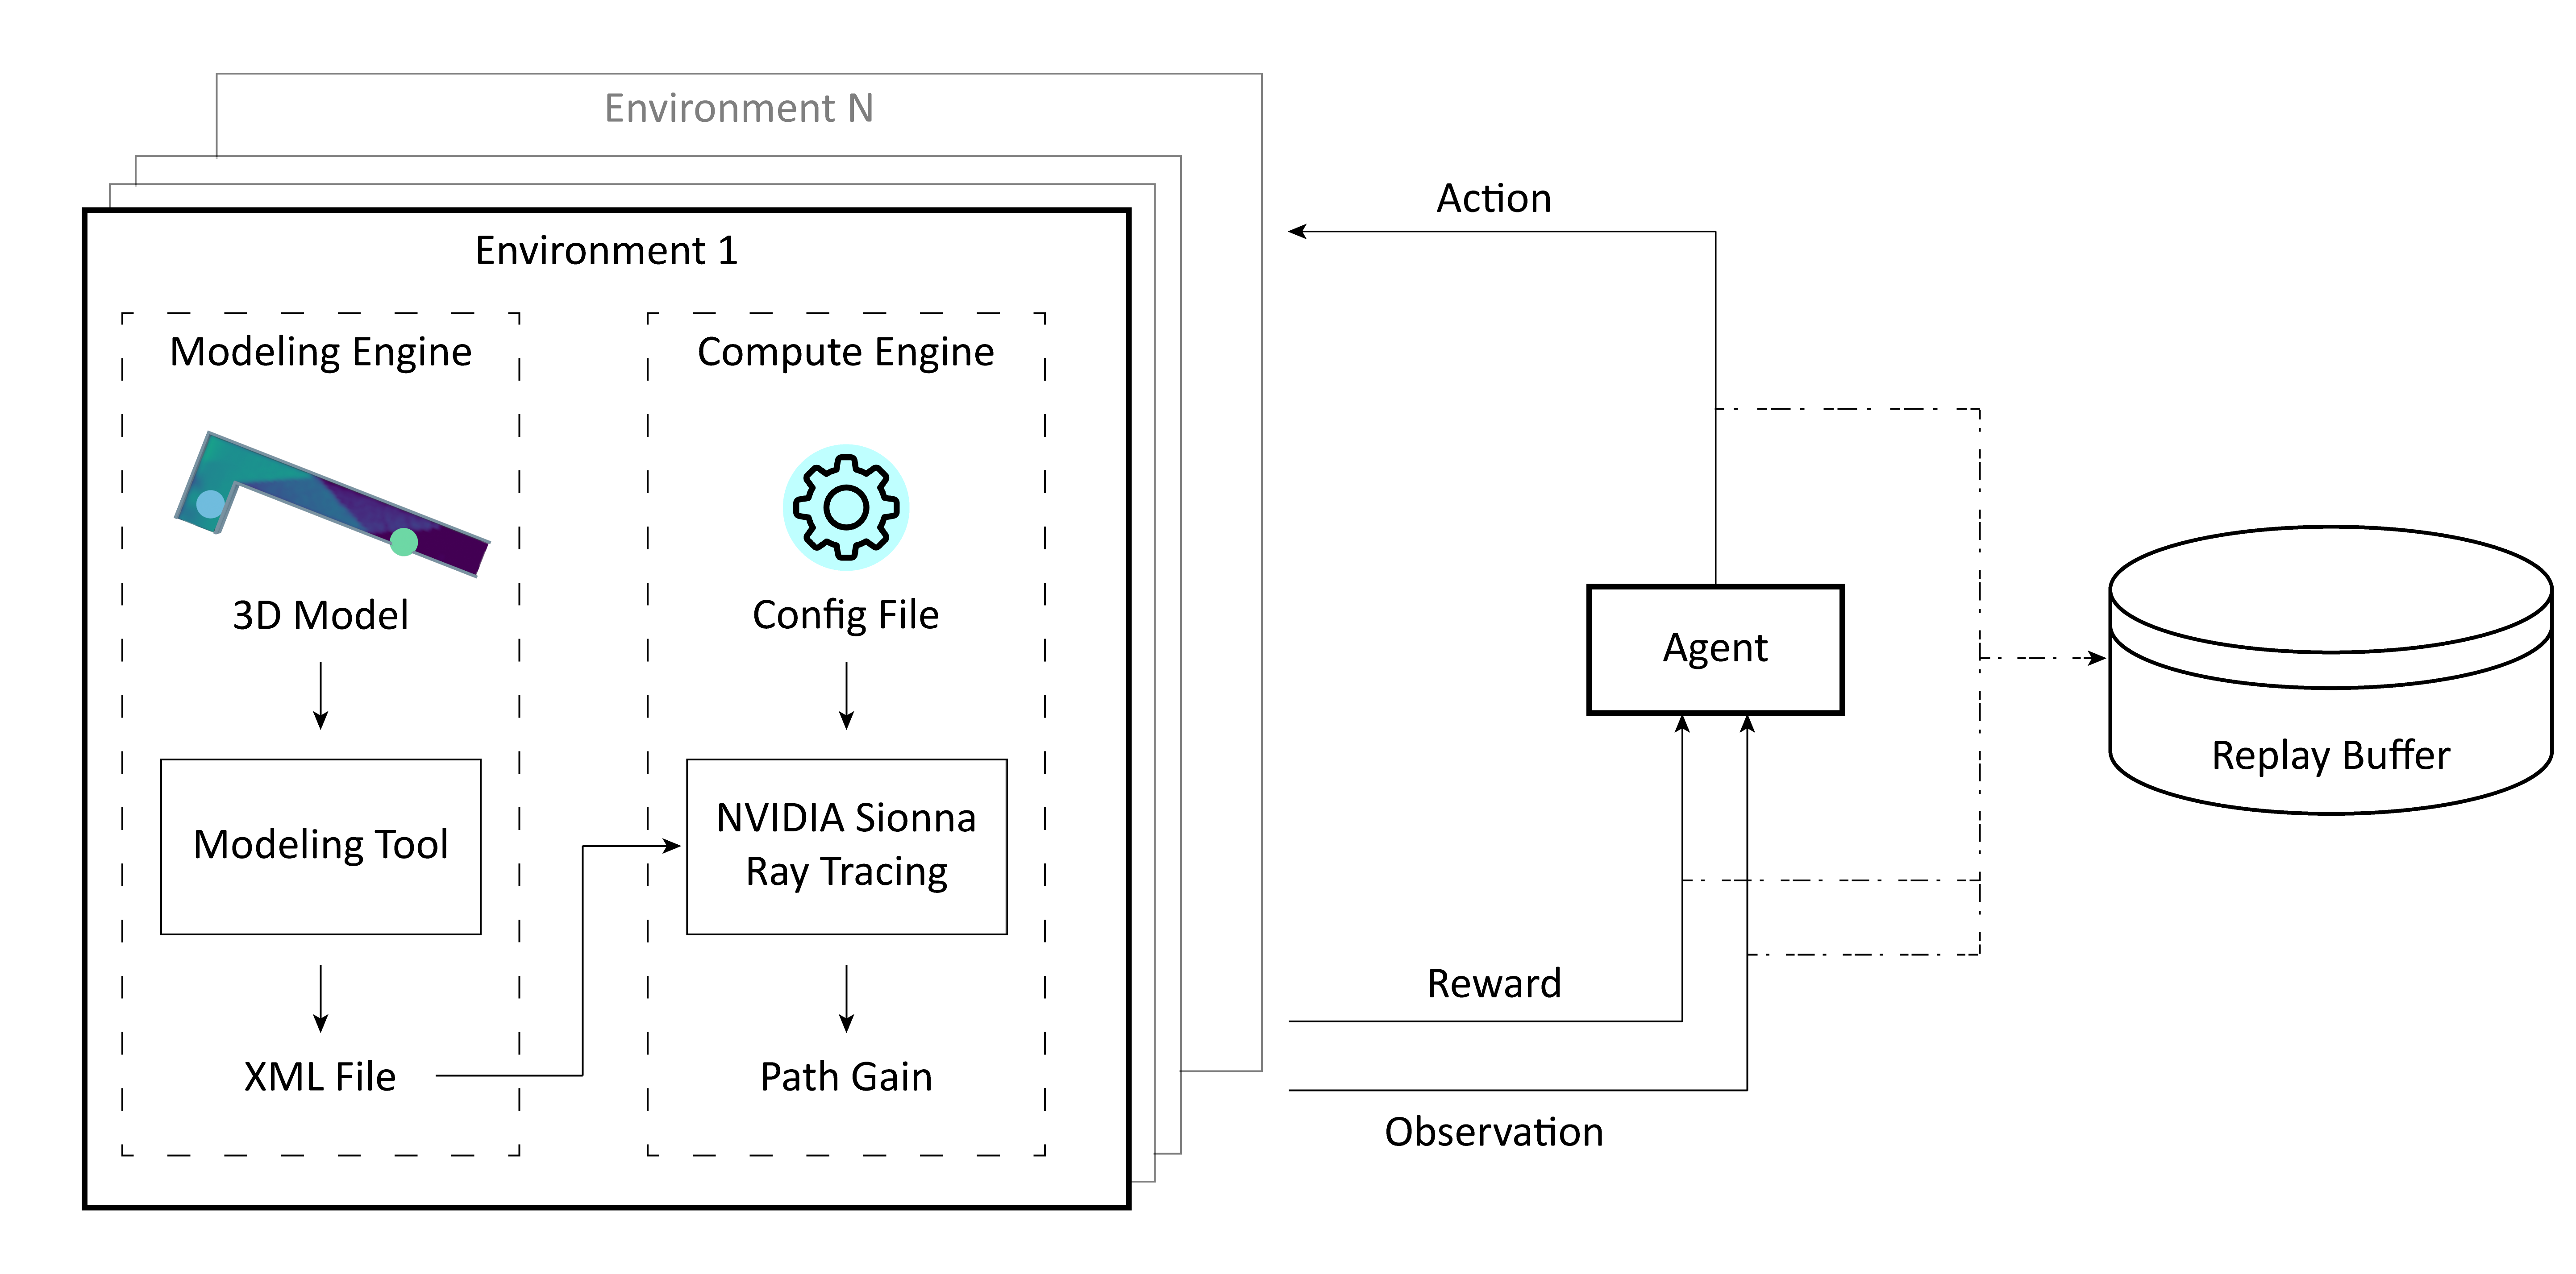 Environment N
Environment 1
Modeling Engine
3D Model
Modeling Tool
XML File
Compute Engine
Config File
NVIDIA Sionna
Ray Tracing
Path Gain
Action
Agent
Reward
Observation
Replay Buffer